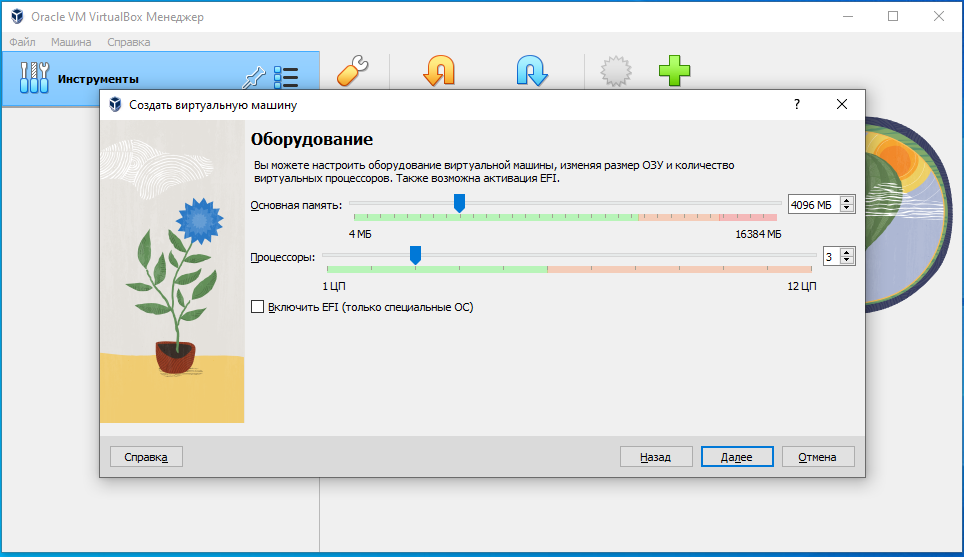 Oracle VM VirtualBox Менеджер
Файл Машина Справка
Инструменты
Создать виртуальную машину
?
Оборудование
Вы можете настроить оборудование виртуальной машины, изменяя размер ОЗУ и количество
виртуальных процессоров. Также возможна активация EFI.
Основная память: 4096 МБ
4 МБ 16384 МБ
Процессоры: 3
1 ЦП 12 ЦП
Включить EFI (только специальные ОС)
Справка Назад Далее Отмена